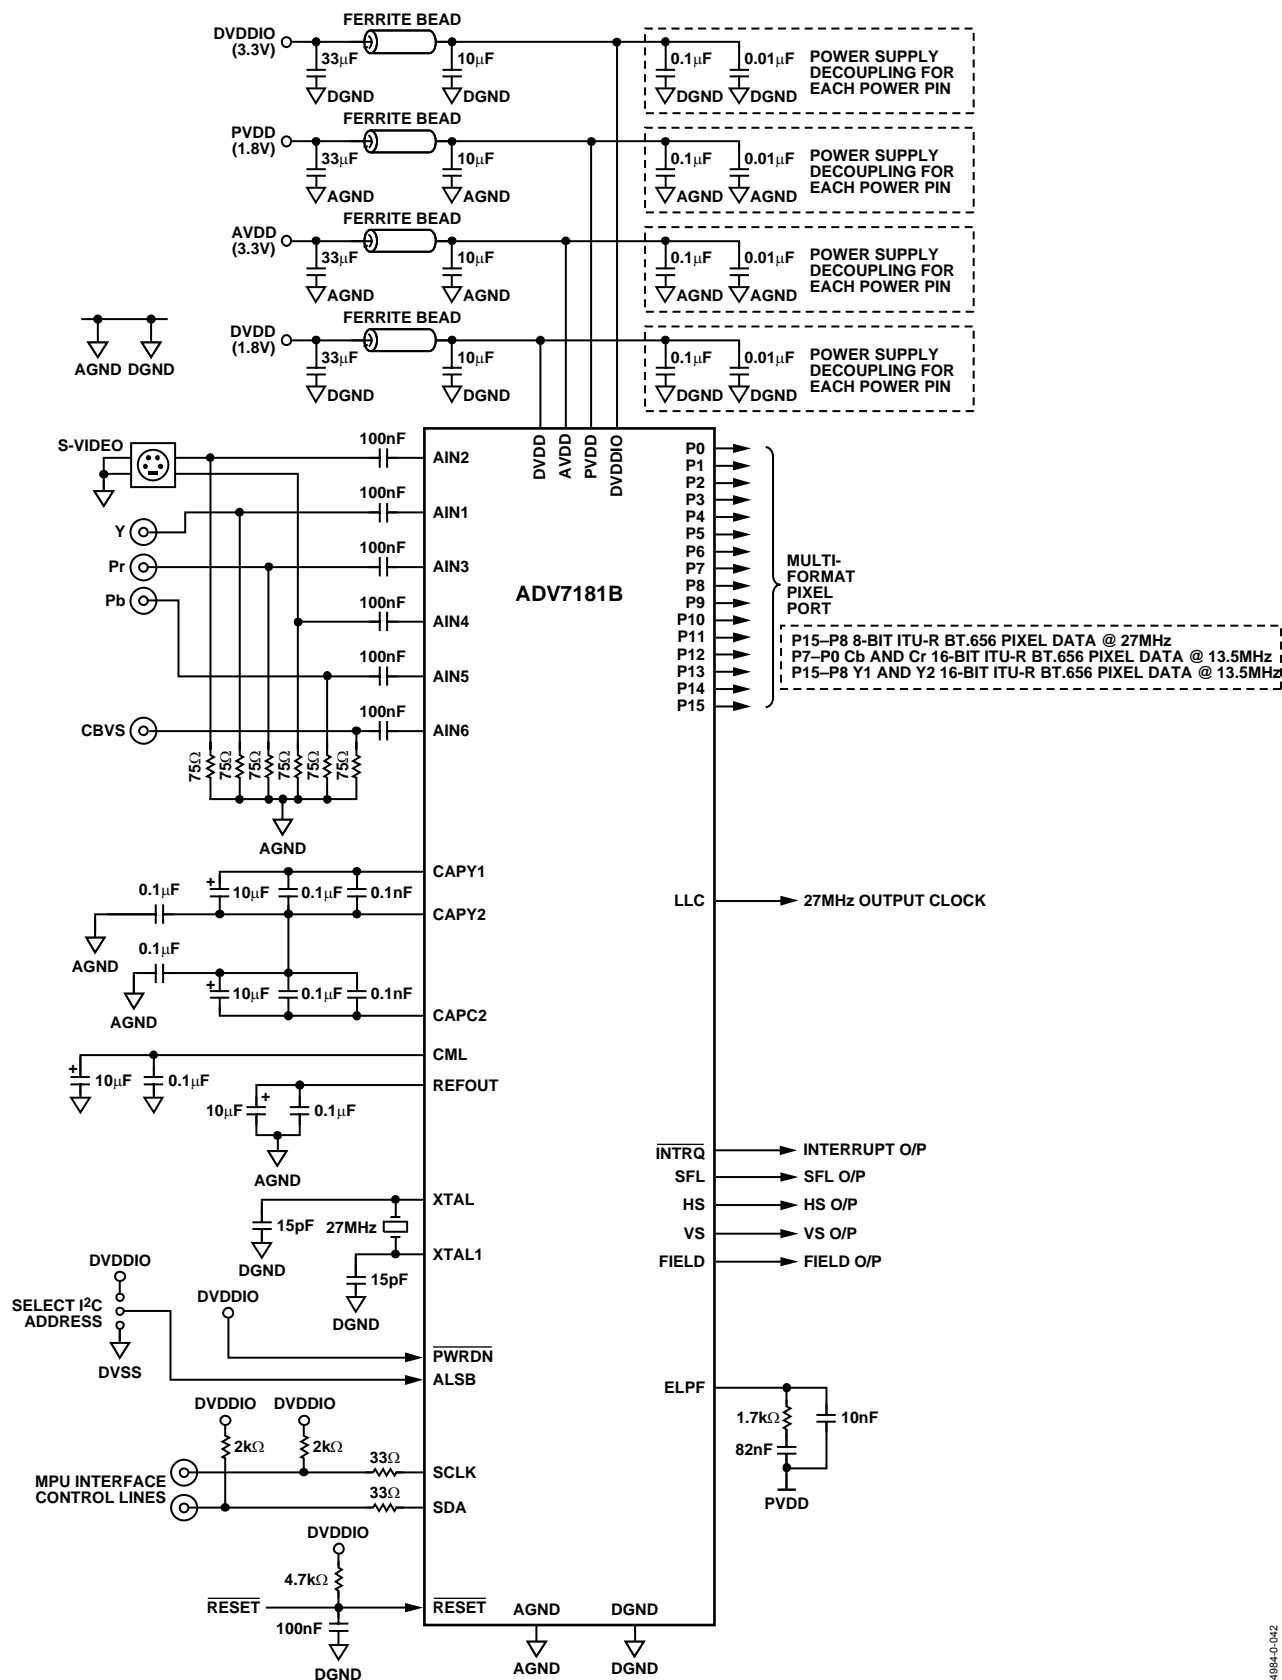 FERRITE BEAD
DVDDIO
(3.3V)
33μF
10μF
0.1μF
0.01μF
POWER SUPPLY
DECOUPLING FOR
EACH POWER PIN
DGND
DGND
DGND
DGND
FERRITE BEAD
PVDD
(1.8V)
33μF
10μF
0.1μF
0.01μF
POWER SUPPLY
DECOUPLING FOR
EACH POWER PIN
AGND
AGND
AGND
AGND
FERRITE BEAD
AVDD
(3.3V)
33μF
10μF
0.1μF
0.01μF
POWER SUPPLY
DECOUPLING FOR
EACH POWER PIN
AGND
AGND
AGND
AGND
FERRITE BEAD
DVDD
(1.8V)
33μF
10μF
0.1μF
0.01μF
POWER SUPPLY
DECOUPLING FOR
EACH POWER PIN
DGND
DGND
DGND
DGND
AGND DGND
DVDD
AVDD
PVDD
DVDDIO
S-VIDEO
100nF
AIN2
Y
100nF
AIN1
Pr
100nF
AIN3
Pb
100nF
AIN4
100nF
AIN5
CBVS
100nF
AIN6
75Ω
75Ω
75Ω
75Ω
75Ω
75Ω
AGND
ADV7181B
P0
P1
P2
P3
P4
P5
P6
P7
P8
P9
P10
P11
P12
P13
P14
P15
MULTI-
FORMAT
PIXEL
PORT
P15–P8 8-BIT ITU-R BT.656 PIXEL DATA @ 27MHz
P7–P0 Cb AND Cr 16-BIT ITU-R BT.656 PIXEL DATA @ 13.5MHz
P15–P8 Y1 AND Y2 16-BIT ITU-R BT.656 PIXEL DATA @ 13.5MHz
CAPY1
0.1μF
+
10μF
0.1μF
0.1nF
CAPY2
AGND
0.1μF
+
10μF
0.1μF
0.1nF
AGND
CAPC2
LLC
27MHz OUTPUT CLOCK
CML
+
10μF
0.1μF
REFOUT
10μF
+
0.1μF
AGND
INTRQ
INTERRUPT O/P
SFL
SFL O/P
HS
HS O/P
VS
VS O/P
FIELD
FIELD O/P
XTAL
15pF
27MHz
DGND
XTAL1
15pF
DGND
DVDDIO
SELECT I2C
ADDRESS
DVSS
DVDDIO
PWRDN
ALSB
ELPF
1.7kΩ
10nF
82nF
PVDD
DVDDIO
DVDDIO
2kΩ
2kΩ
MPU INTERFACE
CONTROL LINES
33Ω
SCLK
33Ω
SDA
DVDDIO
4.7kΩ
RESET
RESET
100nF
DGND
AGND
DGND
AGND
DGND
04984-0-042